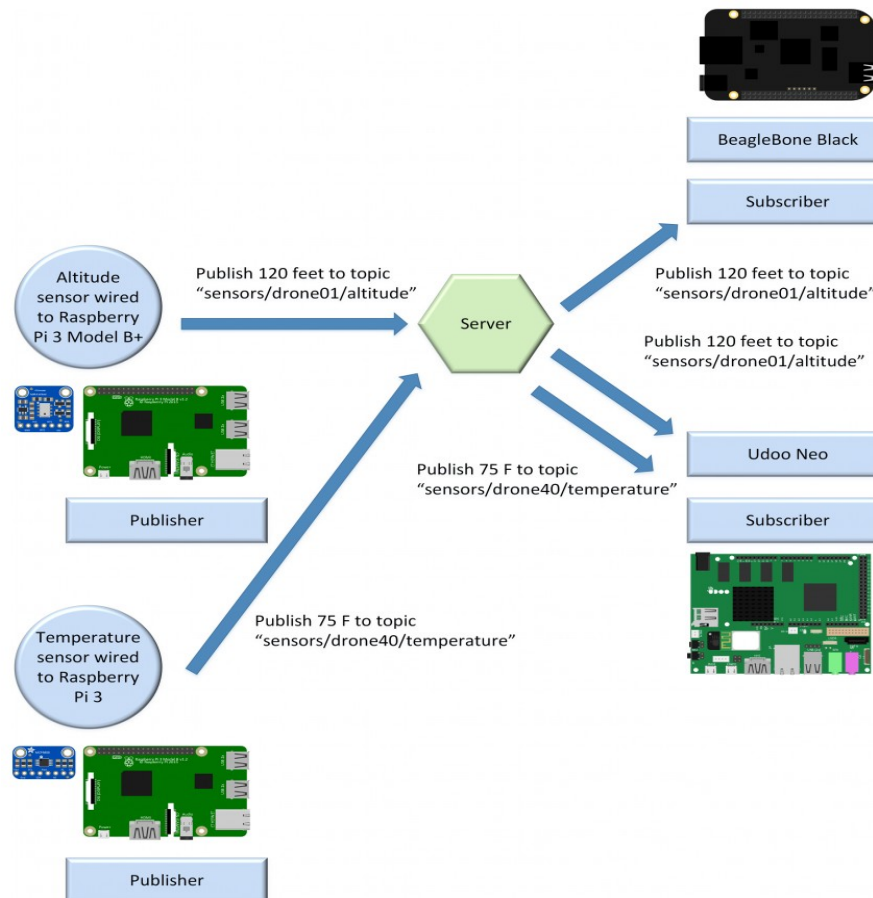 BeagleBone Black
Subscriber
Altitude
sensor wired
to Raspberry
Pi 3 Model B+
Publish 120 feet to topic
“sensors/drone01/altitude”
Server
Publish 120 feet to topic
“sensors/drone01/altitude”
Publish 120 feet to topic
“sensors/drone01/altitude”
Publish 75 F to topic
“sensors/drone40/temperature”
Udoo Neo
Subscriber
Publisher
Publish 75 F to topic
“sensors/drone40/temperature”
Temperature
sensor wired
to Raspberry
Pi 3
Publisher